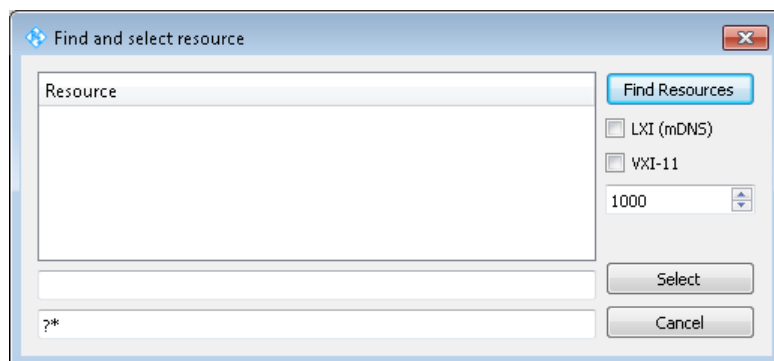 Find and select resource
Resource
Find Resources
LXI (mDNS)
VXI-11
1000
Select
?*
Cancel